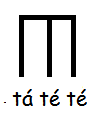 . tá té té